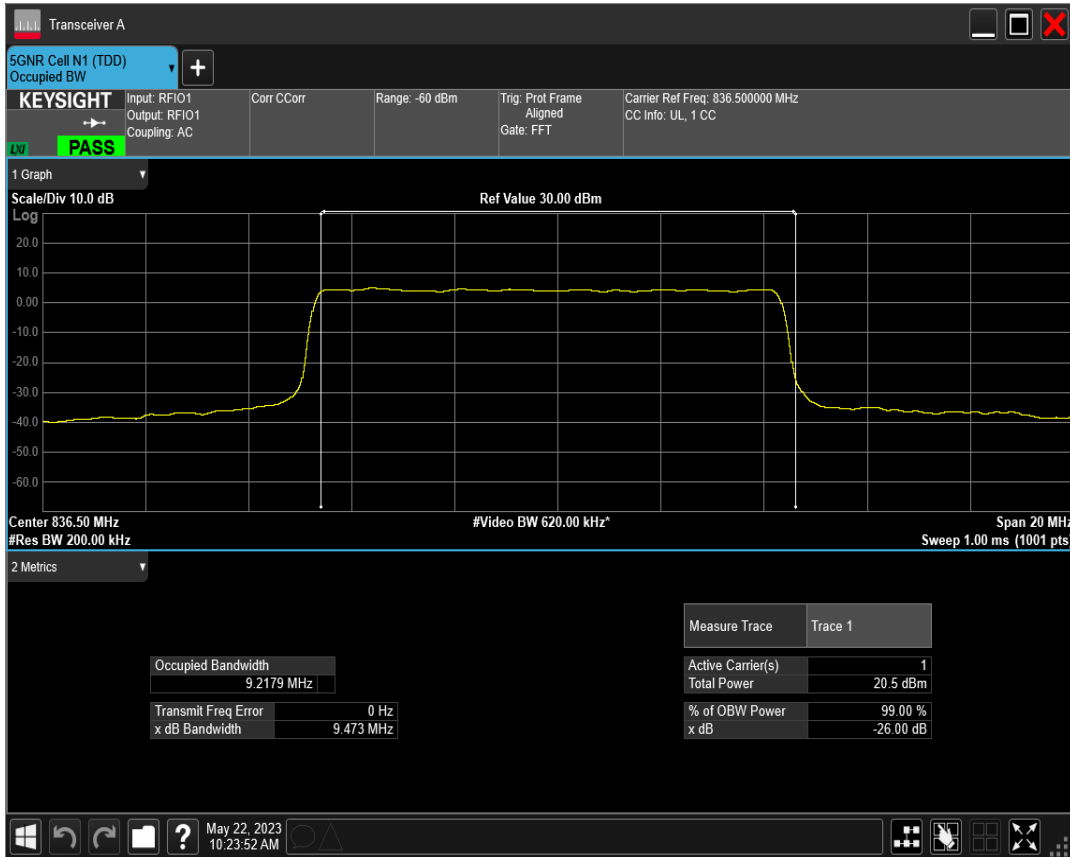 Transceiver A
5GNR Cell N1 (TDD)
Occupied BW
+
KEYSIGHT
LXI
PASS
Input: RFIO1
Output: RFIO1
Coupling: AC
Corr CCorr
Range: -60 dBm
Trig: Prot Frame
Aligned
Gate: FFT
Carrier Ref Freq: 836.500000 MHz
CC Info: UL, 1 CC
1 Graph
Scale/Div 10.0 dB
Ref Value 30.00 dBm
Log
20.0
10.0
0.00
-10.0
-20.0
-30.0
-40.0
-50.0
-60.0
Center 836.50 MHz
#Video BW 620.00 kHz*
Span 20 MHz
#Res BW 200.00 kHz
Sweep 1.00 ms (1001 pts)
2 Metrics
Measure Trace Trace 1
Occupied Bandwidth
9.2179 MHz
Active Carrier(s) 1
Total Power 20.5 dBm
Transmit Freq Error 0 Hz
x dB Bandwidth 9.473 MHz
% of OBW Power 99.00 %
x dB -26.00 dB
?
May 22, 2023
10:23:52 AM